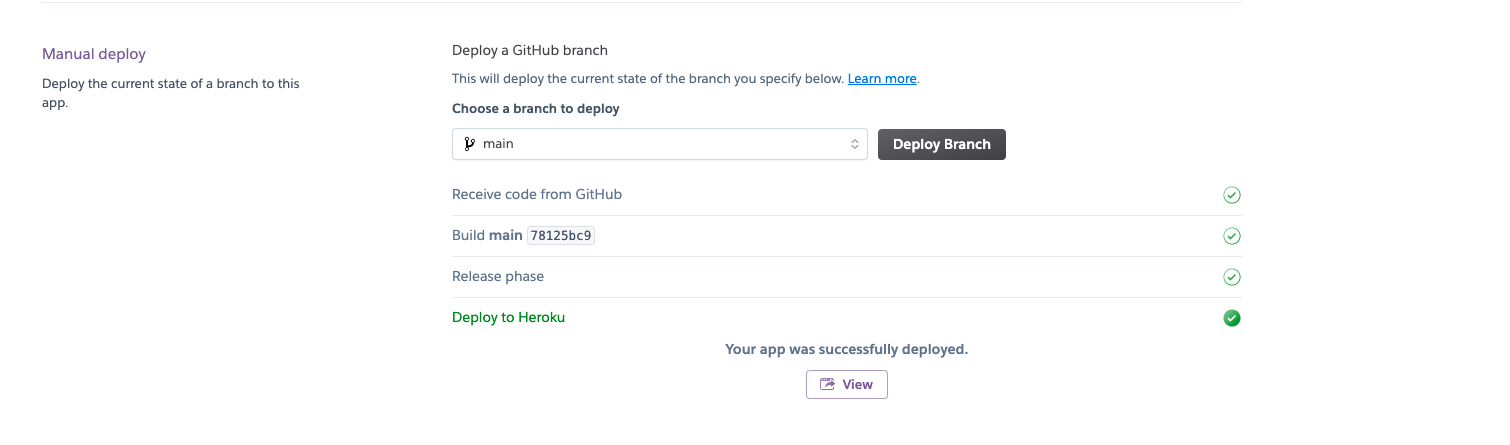 Manual deploy
Deploy the current state of a branch to this
app.
Deploy a GitHub branch
This will deploy the current state of the branch you specify below. Learn more.
Choose a branch to deploy
main
Deploy Branch
Receive code from GitHub
Build main 78125bc9
Release phase
Deploy to Heroku
Your app was successfully deployed.
View